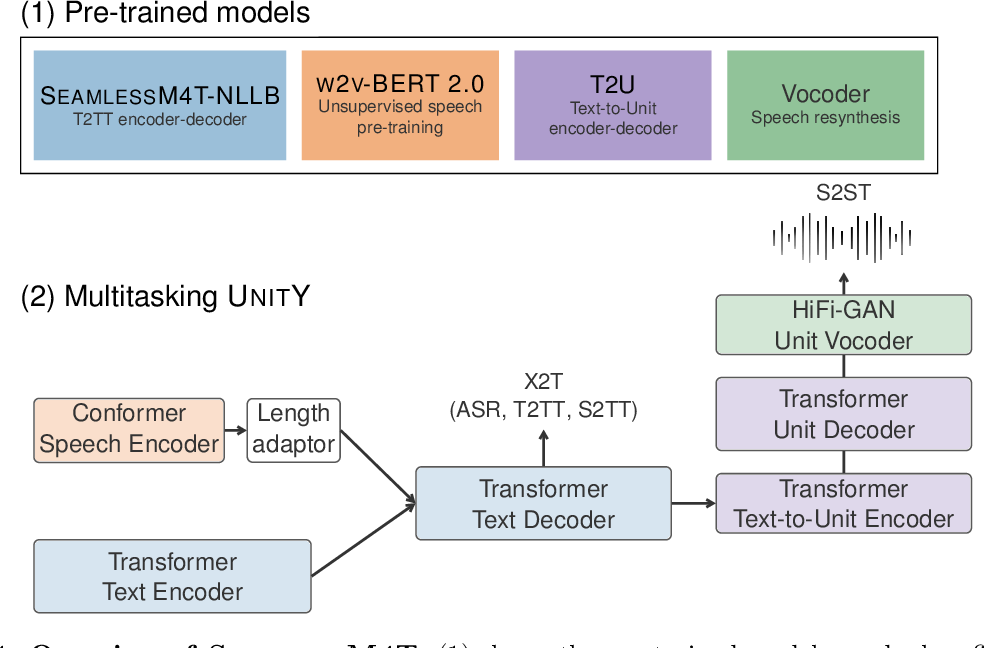 (1) Pre-trained models
SEAMLESSM4T-NLLB
T2TT encoder-decoder
w2v-BERT 2.0
Unsupervised speech
pre-training
T2U
Text-to-Unit
encoder-decoder
Vocoder
Speech resynthesis
S2ST
(2) Multitasking UNITY
HiFi-GAN
Unit Vocoder
X2T
(ASR, T2TT, S2TT)
Transformer
Unit Decoder
Conformer
Speech Encoder
Length
adaptor
Transformer
Text Decoder
Transformer
Text-to-Unit Encoder
Transformer
Text Encoder